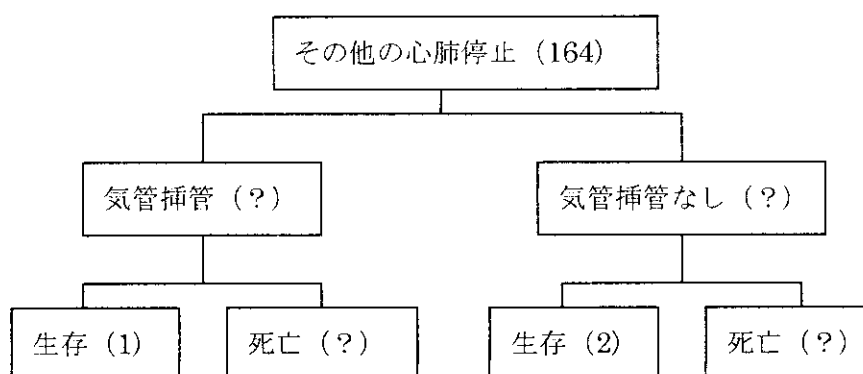 その他の心肺停止（164）
気管挿管（？）
気管挿管なし（？）
生存（1）
死亡（？）
生存（2）
死亡（？）